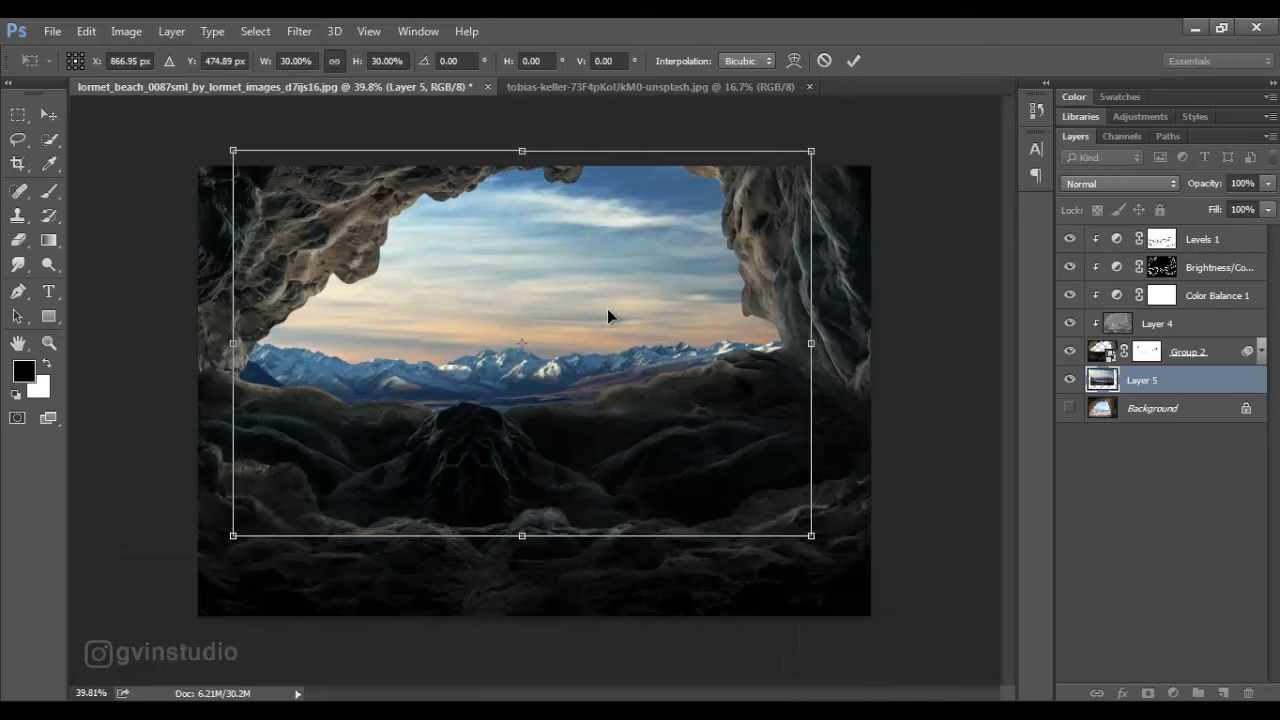 Ps File Edit Image Layer Type Select Filter 3D View Window Help
X: 866.95 px Y: 474.89 px W: 30.00% H: 30.00% 0.00 ° H: 0.00 ° V: 0.00 ° Interpolation: Bicubic Essentials
lormet_beach_0087sml_by_lormet_images_d7ijs16.jpg @ 39.8% (Layer 5, RGB/8) * tobias-keller-73F4pKoUkM0-unsplash.jpg @ 16.7% (RGB/8)
Color Swatches
Libraries Adjustments Styles
Layers Channels Paths
Kind
Normal Opacity: 100%
Lock: Fill: 100%
Levels 1
Brightness/Co...
Color Balance 1
Layer 4
Group 2
Layer 5
Background
gvinstudio
39.81% Doc: 6.21M/30.2M